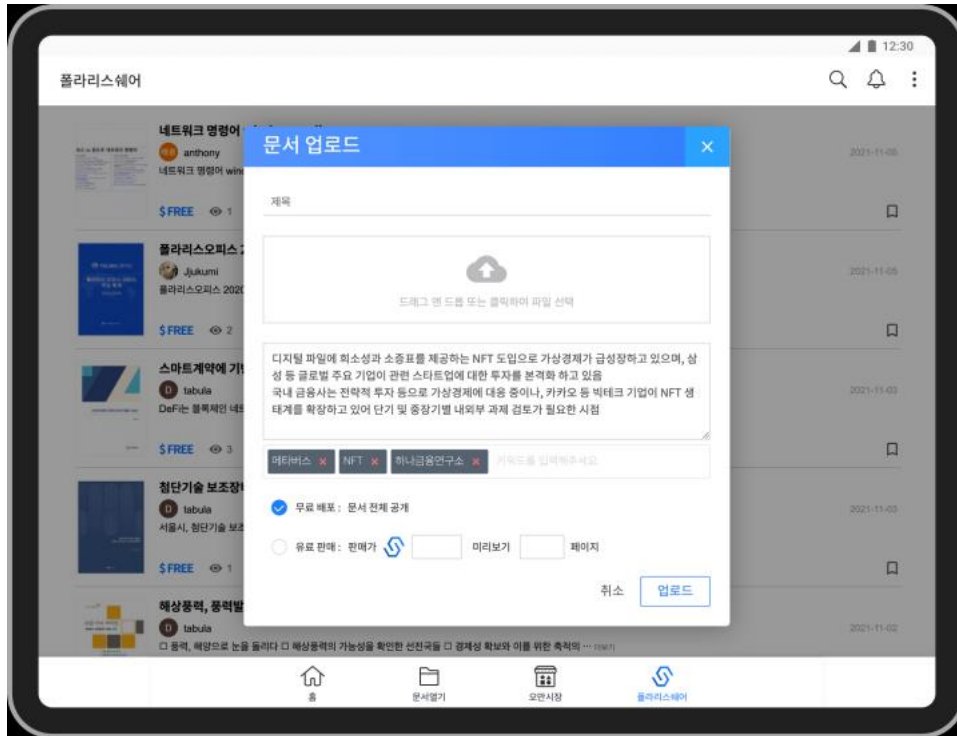 12:30
폴라리스쉐어
네트워크 명령어
anthony
2021-11-08
네트워크 명령어 wind
$FREE 1
폴라리스오피스 2
Jjukumi
폴라리스오피스 2020
$FREE 2
스마트계약에 기반
tabula
2021-11-03
DeFi는 블록체인 네트
$FREE 3
첨단기술 보조장비
tabula
2021-11-03
서울시, 첨단기술 보조
$FREE 1
해상풍력, 풍력발
tabula
2021-11-02
□ 풍력, 해양으로 눈을 돌리다 □ 해상풍력의 가능성을 확인한 선진국들 □ 경제성 확보와 이를 위한 축적의 … 더보기
문서 업로드
제목
드래그 앤 드롭 또는 클릭하여 파일 선택
디지털 파일에 희소성과 소증표를 제공하는 NFT 도입으로 가상경제가 급성장하고 있으며, 삼
성 등 글로벌 주요 기업이 관련 스타트업에 대한 투자를 본격화 하고 있음
국내 금융사는 전략적 투자 등으로 가상경제에 대응 중이나, 카카오 등 빅테크 기업이 NFT 생
태계를 확장하고 있어 단기 및 중장기별 내외부 과제 검토가 필요한 시점
메타버스 × NFT × 하나금융연구소 × 키워드를 입력해주세요
무료 배포 : 문서 전체 공개
유료 판매 : 판매가 미리보기 페이지
취소 업로드
홈 문서열기 오만시장 폴라리스쉐어